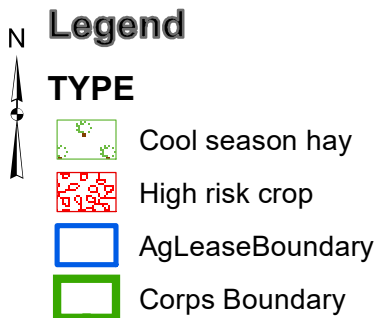 Legend
N
TYPE
Cool season hay
High risk crop
AgLeaseBoundary
Corps Boundary